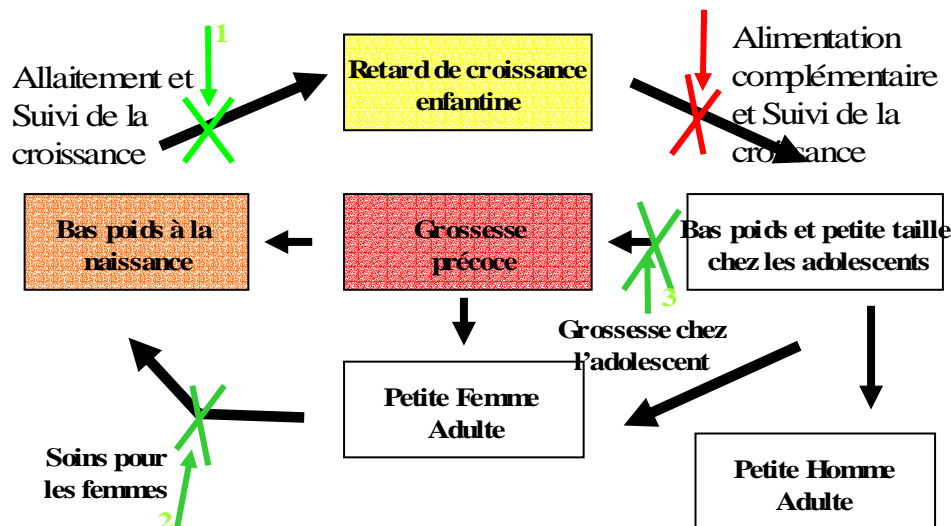 1
Allaitement et
Suivi de la
croissance
Retard de croissance
enfantine
Alimentation
complémentaire
et Suivi de la
croissance
Bas poids à la
naissance
Grossesse
précoce
Bas poids et petite taille
chez les adolescents
3
Grossesse chez
l'adolescent
Petite Femme
Adulte
Soins pour
les femmes
2
Petite Homme
Adulte